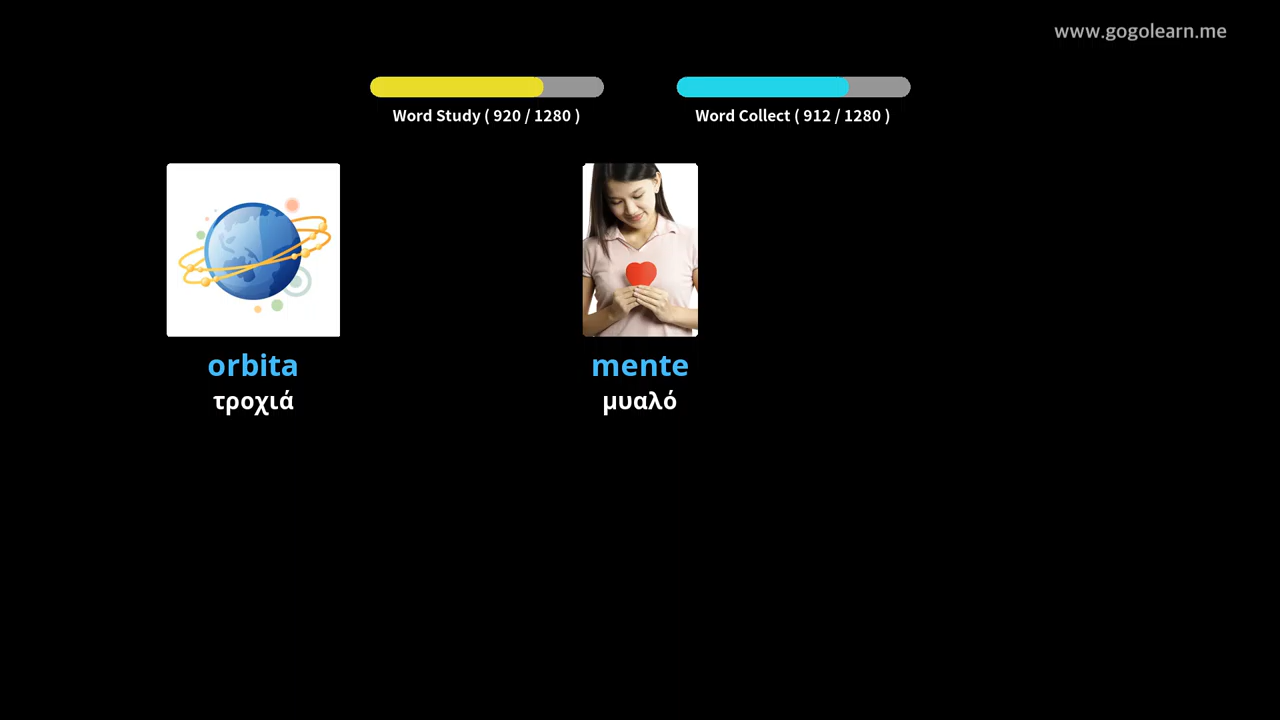 www.gogolearn.me
Word Study ( 920 / 1280 )
Word Collect ( 912 / 1280 )
orbita
τροχιά
mente
μυαλό